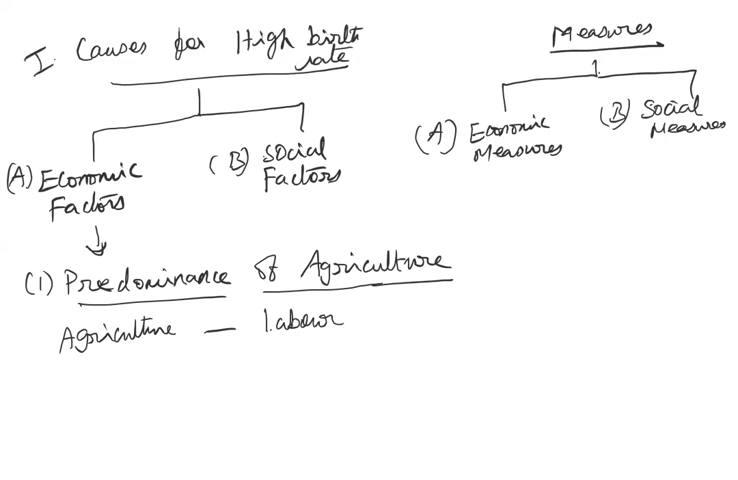 I. Causes for High birth
rate
(A) Economic
Factors
(B) Social
Factors
(1) Predominance of Agriculture
Agriculture — Labour
Measures
(A) Economic
Measures
(B) Social
Measures